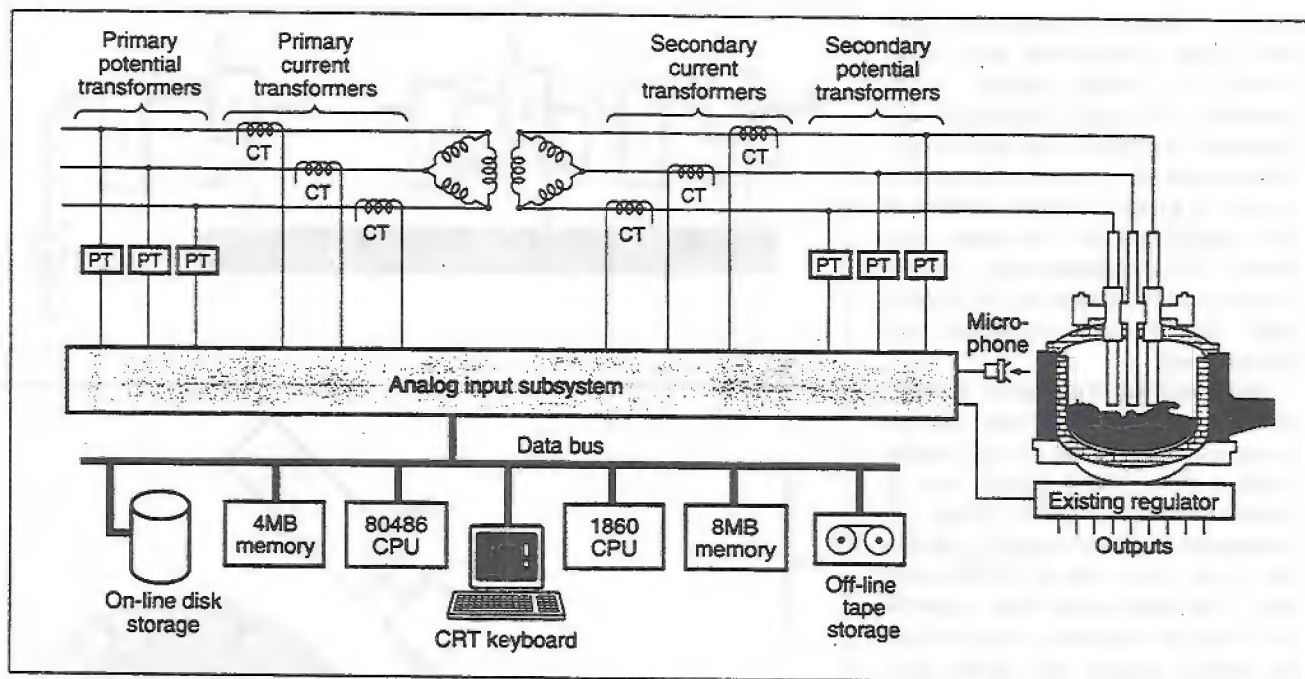 Primary
potential
transformers
Primary
current
transformers
Secondary
current
transformers
Secondary
potential
transformers
CT
CT
CT
CT
CT
CT
PT
PT
PT
PT
PT
PT
Micro-
phone
Analog input subsystem
Data bus
Existing regulator
Outputs
On-line disk
storage
4MB
memory
80486
CPU
CRT keyboard
1860
CPU
8MB
memory
Off-line
tape
storage